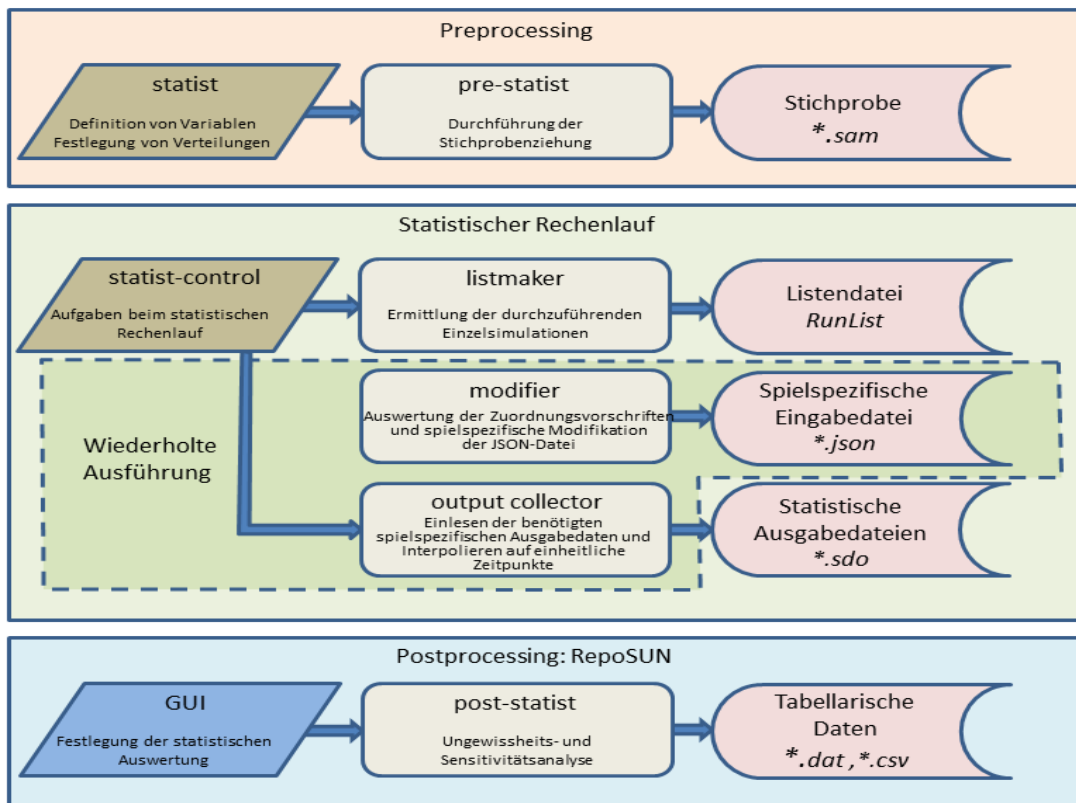 Preprocessing
statist
Definition von Variablen
Festlegung von Verteilungen
pre-statist
Durchführung der
Stichprobenziehung
Stichprobe
*.sam
Statistischer Rechenlauf
statist-control
Aufgaben beim statistischen
Rechenlauf
listmaker
Ermittlung der durchzuführenden
Einzelsimulationen
Listendatei
RunList
Wiederholte
Ausführung
modifier
Auswertung der Zuordnungsvorschriften
und spielspezifische Modifikation
der JSON-Datei
Spielspezifische
Eingabedatei
*.json
output collector
Einlesen der benötigten
spielspezifischen Ausgabedaten und
Interpolieren auf einheitliche
Zeitpunkte
Statistische
Ausgabedateien
*.sdo
Postprocessing: RepoSUN
GUI
Festlegung der statistischen
Auswertung
post-statist
Ungewissheits- und
Sensitivitätsanalyse
Tabellarische
Daten
*.dat ,*.csv